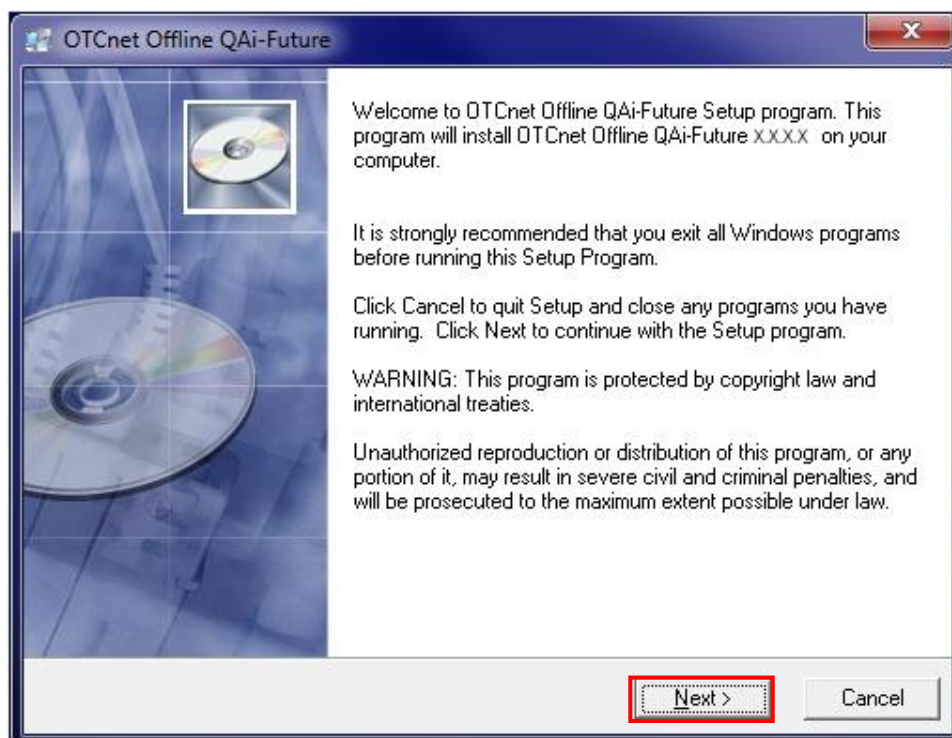 OTCnet Offline QAi-Future
Welcome to OTCnet Offline QAi-Future Setup program. This
program will install OTCnet Offline QAi-Future X.X.X.X on your
computer.
It is strongly recommended that you exit all Windows programs
before running this Setup Program.
Click Cancel to quit Setup and close any programs you have
running. Click Next to continue with the Setup program.
WARNING: This program is protected by copyright law and
international treaties.
Unauthorized reproduction or distribution of this program, or any
portion of it, may result in severe civil and criminal penalties, and
will be prosecuted to the maximum extent possible under law.
Next >
Cancel